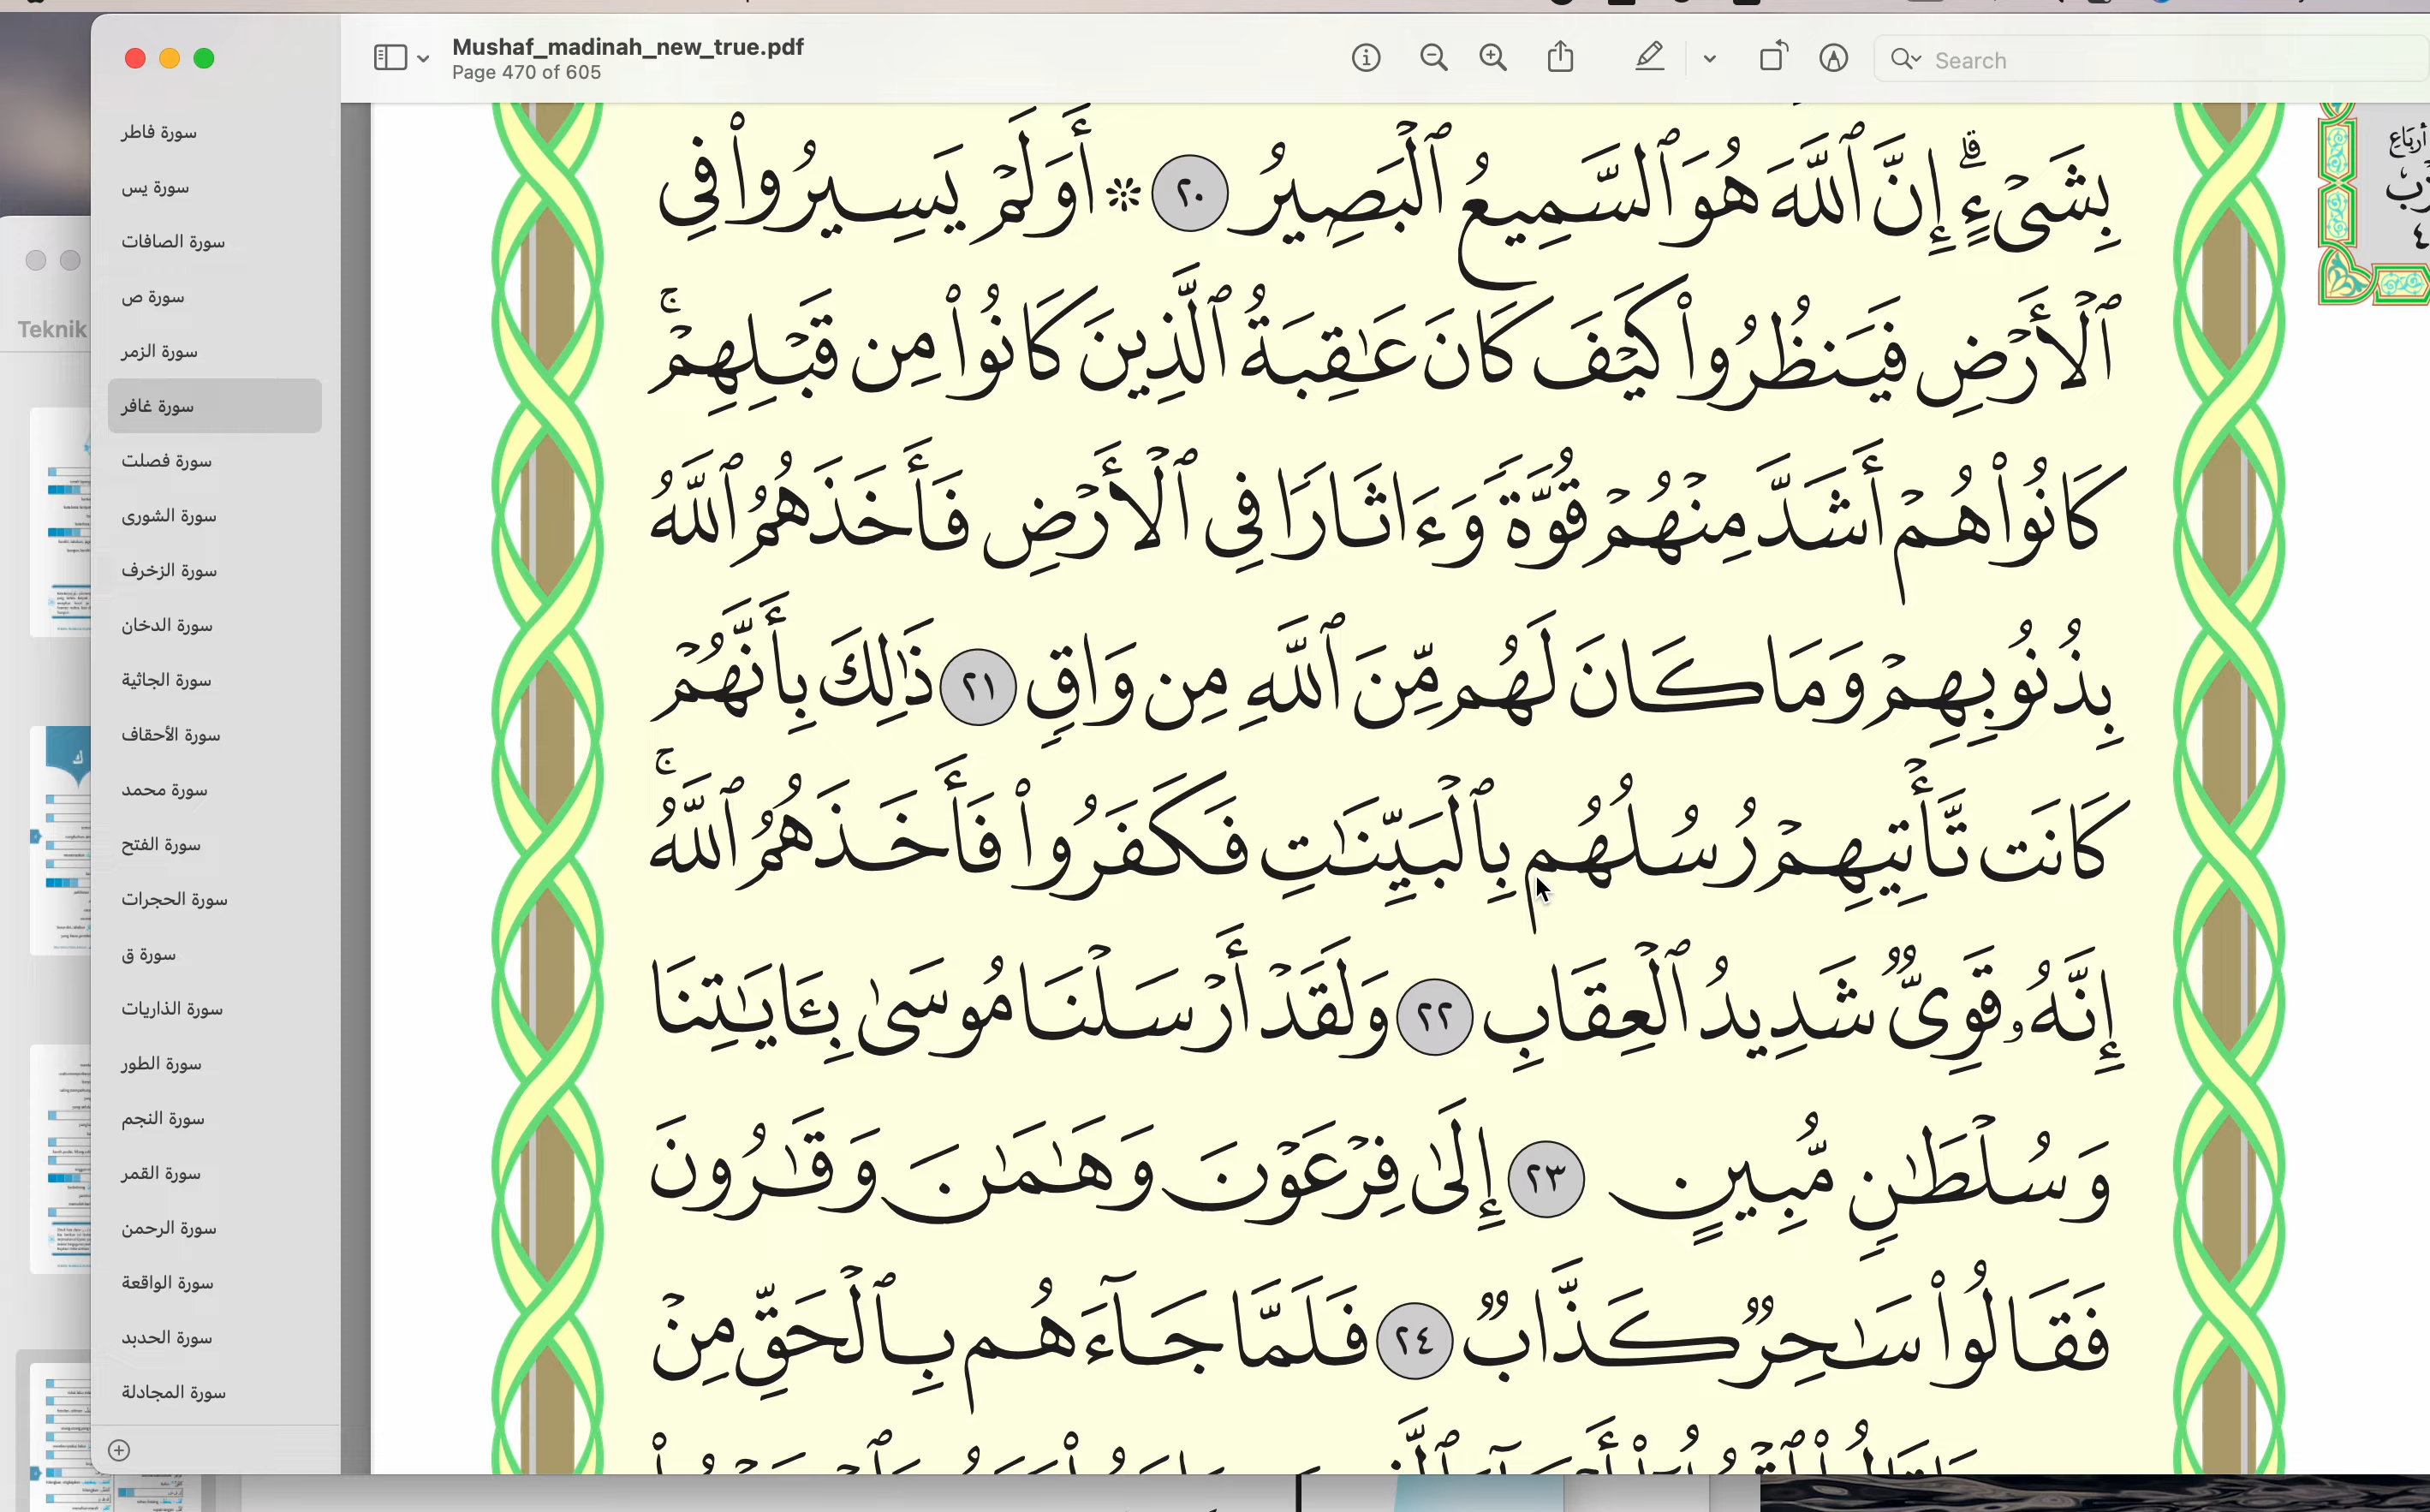 Mushaf_madinah_new_true.pdf
Page 470 of 605
Search
Teknik
سورة فاطر
سورة يس
سورة الصافات
سورة ص
سورة الزمر
سورة غافر
سورة فصلت
سورة الشورى
سورة الزخرف
سورة الدخان
سورة الجاثية
سورة الأحقاف
سورة محمد
سورة الفتح
سورة الحجرات
سورة ق
سورة الذاريات
سورة الطور
سورة النجم
سورة القمر
سورة الرحمن
سورة الواقعة
سورة الحديد
سورة المجادلة
بِشَىْءٍ ۗ إِنَّ ٱللَّهَ هُوَ ٱلسَّمِيعُ ٱلْبَصِيرُ ٢٠ ۞ أَوَلَمْ يَسِيرُوا۟ فِى
ٱلْأَرْضِ فَيَنظُرُوا۟ كَيْفَ كَانَ عَـٰقِبَةُ ٱلَّذِينَ كَانُوا۟ مِن قَبْلِهِمْ ۚ
كَانُوا۟ هُمْ أَشَدَّ مِنْهُمْ قُوَّةً وَءَاثَارًا فِى ٱلْأَرْضِ فَأَخَذَهُمُ ٱللَّهُ
بِذُنُوبِهِمْ وَمَا كَانَ لَهُم مِّنَ ٱللَّهِ مِن وَاقٍ ٢١ ذَٰلِكَ بِأَنَّهُمْ
كَانَت تَّأْتِيهِمْ رُسُلُهُم بِٱلْبَيِّنَـٰتِ فَكَفَرُوا۟ فَأَخَذَهُمُ ٱللَّهُ ۚ
إِنَّهُۥ قَوِىٌّ شَدِيدُ ٱلْعِقَابِ ٢٢ وَلَقَدْ أَرْسَلْنَا مُوسَىٰ بِـَٔايَـٰتِنَا
وَسُلْطَـٰنٍ مُّبِينٍ ٢٣ إِلَىٰ فِرْعَوْنَ وَهَـٰمَـٰنَ وَقَـٰرُونَ
فَقَالُوا۟ سَـٰحِرٌ كَذَّابٌ ٢٤ فَلَمَّا جَآءَهُم بِٱلْحَقِّ مِنْ
أرباع
٤